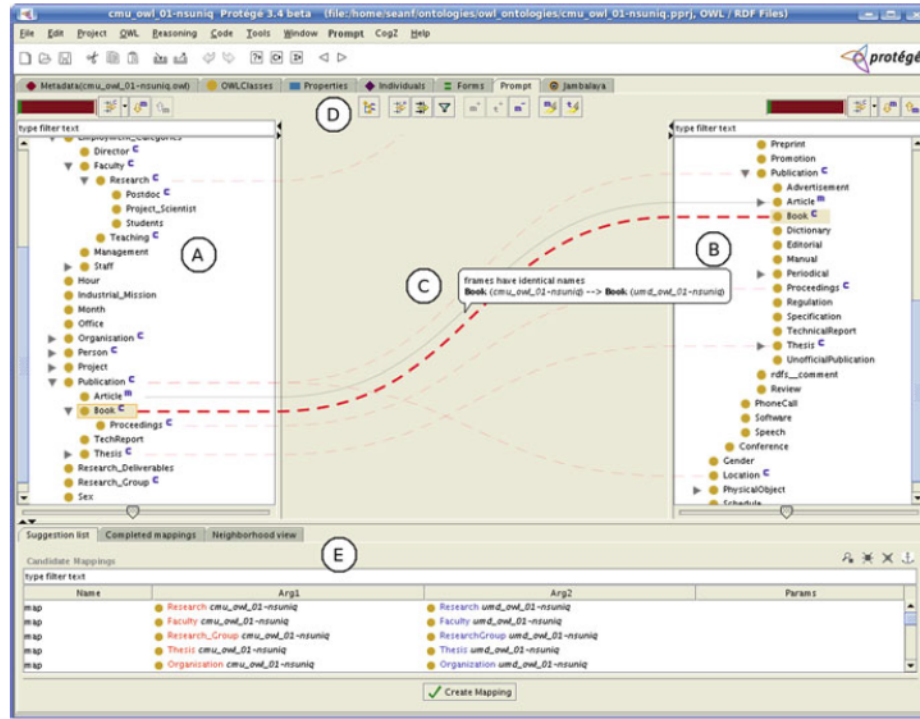 cmu_owl_01-nsuniq Protégé 3.4 beta (file:/home/seanf/ontologies/owl_ontologies/cmu_owl_01-nsuniq.pprj, OWL / RDF Files)
File Edit Project OWL Reasoning Code Tools Window Prompt CogZ Help
protégé
Metadata(cmu_owl_01-nsuniq.owl) OWLClasses Properties Individuals Forms Prompt Jambalaya
D
type filter text
Employment_Categories
Director C
Faculty C
Research C
Postdoc C
Project_Scientist
Students
Teaching C
Management
Staff
Hour
Industrial_Mission
Month
Office
Organisation C
Person C
Project
Publication C
Article m
Book C
Proceedings C
TechReport
Thesis C
Research_Deliverables
Research_Group C
Sex
A
C
frames have identical names
Book (cmu_owl_01-nsuniq) --> Book (umd_owl_01-nsuniq)
type filter text
Preprint
Promotion
Publication C
Advertisement
Article m
Book C
Dictionary
Editorial
Manual
Periodical
Proceedings C
Regulation
Specification
TechnicalReport
Thesis C
UnofficialPublication
rdfs__comment
Review
PhoneCall
Software
Speech
Conference
Gender
Location C
PhysicalObject
Schedule
B
Suggestion list Completed mappings Neighborhood view
E
Candidate Mappings
type filter text
Name Arg1 Arg2 Params
map Research cmu_owl_01-nsuniq Research umd_owl_01-nsuniq
map Faculty cmu_owl_01-nsuniq Faculty umd_owl_01-nsuniq
map Research_Group cmu_owl_01-nsuniq ResearchGroup umd_owl_01-nsuniq
map Thesis cmu_owl_01-nsuniq Thesis umd_owl_01-nsuniq
map Organisation cmu_owl_01-nsuniq Organization umd_owl_01-nsuniq
Create Mapping